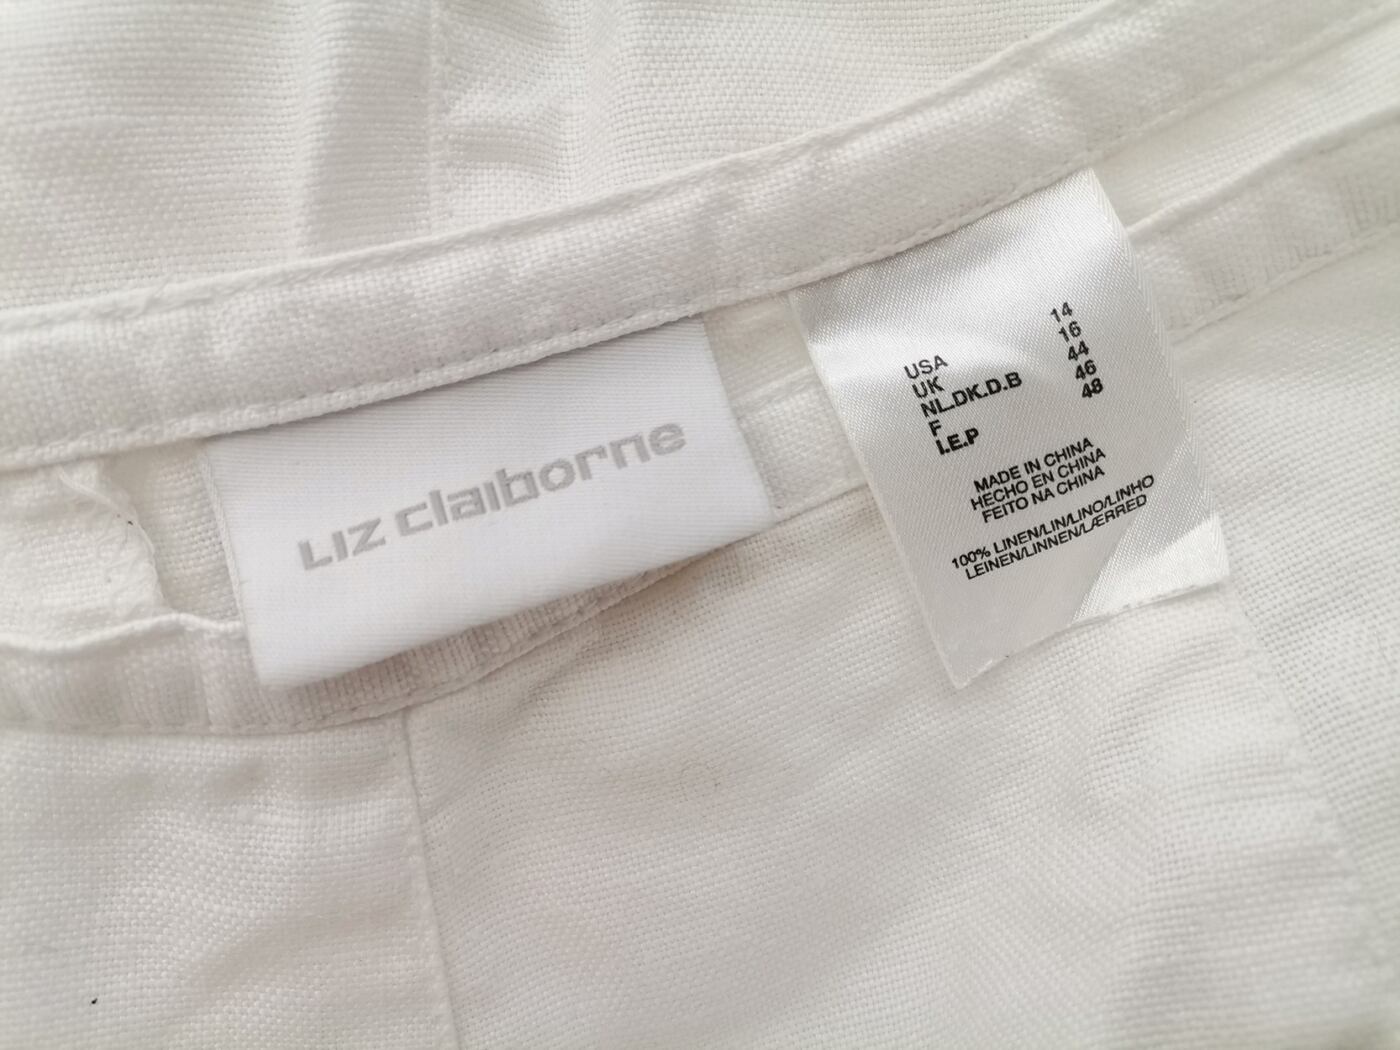 LIZ claiborne
USA 14
UK 16
NL.DK.D.B 44
F 46
I.E.P 48
MADE IN CHINA
HECHO EN CHINA
FEITO NA CHINA
100% LINEN/LIN/LINO/LINHO
LEINEN/LINNEN/LÆRRED